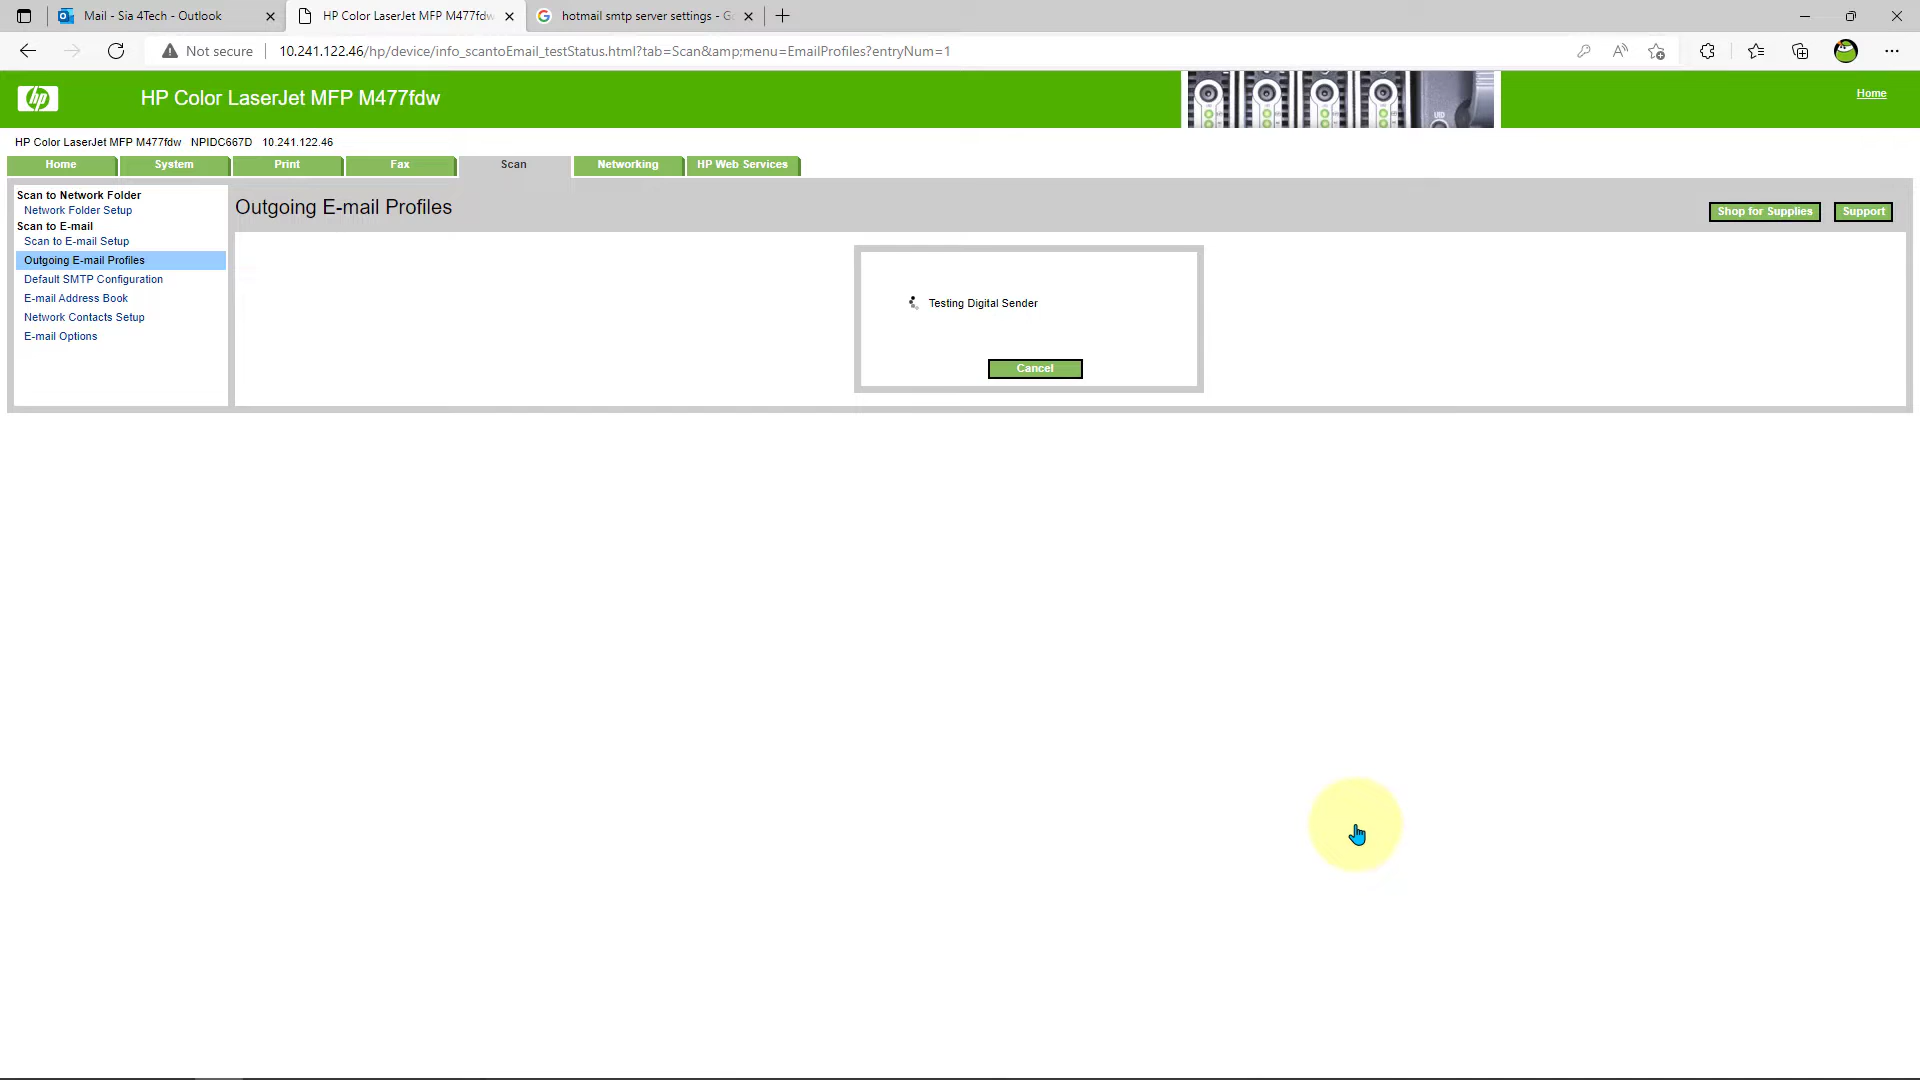 Mail - Sia 4Tech - Outlook
HP Color LaserJet MFP M477fdw
hotmail smtp server settings - G
Not secure
10.241.122.46/hp/device/info_scantoEmail_testStatus.html?tab=Scan&amp;menu=EmailProfiles?entryNum=1
hp
HP Color LaserJet MFP M477fdw
UID
Home
HP Color LaserJet MFP M477fdw NPIDC667D 10.241.122.46
Home
System
Print
Fax
Scan
Networking
HP Web Services
Scan to Network Folder
Network Folder Setup
Scan to E-mail
Scan to E-mail Setup
Outgoing E-mail Profiles
Default SMTP Configuration
E-mail Address Book
Network Contacts Setup
E-mail Options
Outgoing E-mail Profiles
Shop for Supplies
Support
Testing Digital Sender
Cancel